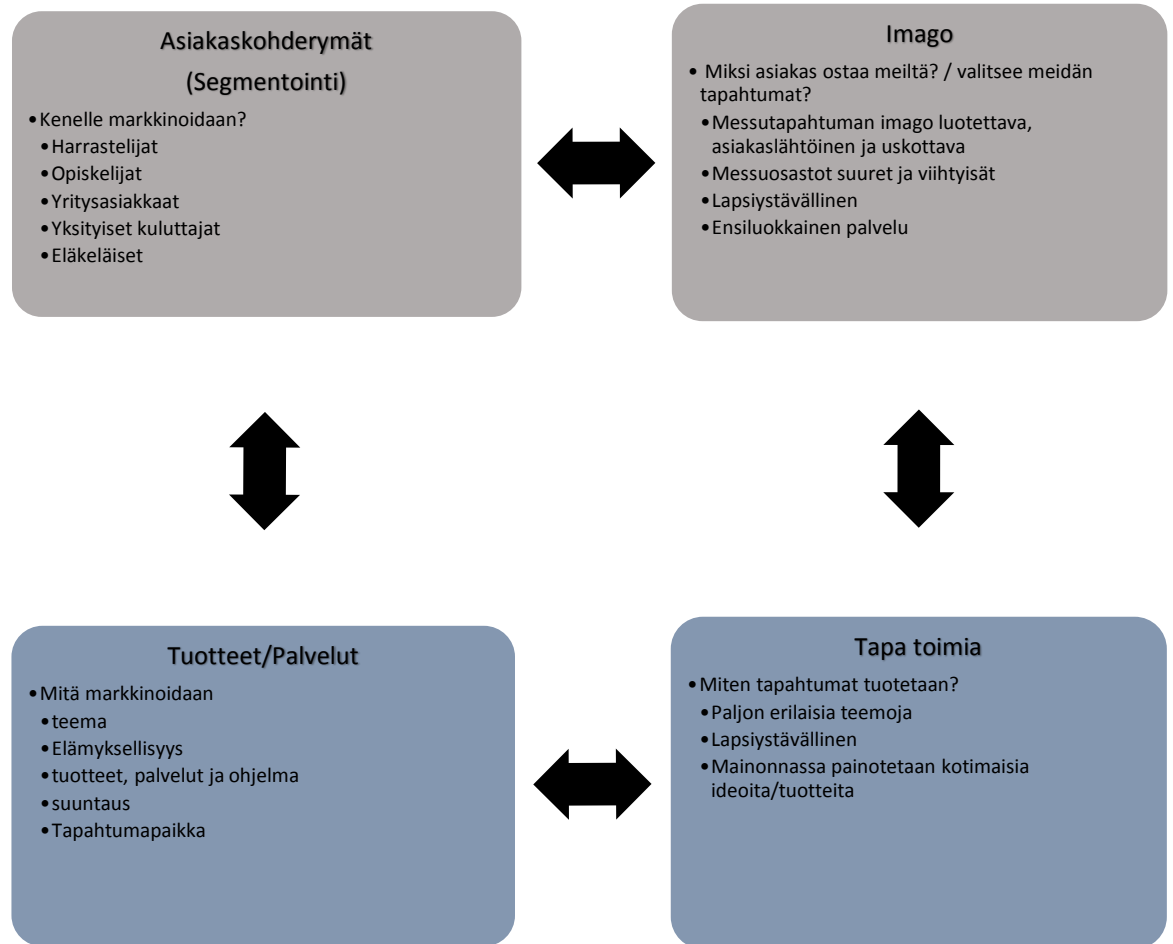 Asiakaskohderymät
(Segmentointi)
•Kenelle markkinoidaan?
•Harrastelijat
•Opiskelijat
•Yritysasiakkaat
•Yksityiset kuluttajat
•Eläkeläiset
Imago
• Miksi asiakas ostaa meiltä? / valitsee meidän
tapahtumat?
•Messutapahtuman imago luotettava,
asiakaslähtöinen ja uskottava
•Messuosastot suuret ja viihtyisät
•Lapsiystävällinen
•Ensiluokkainen palvelu
Tuotteet/Palvelut
•Mitä markkinoidaan
•teema
•Elämyksellisyys
•tuotteet, palvelut ja ohjelma
•suuntaus
•Tapahtumapaikka
Tapa toimia
•Miten tapahtumat tuotetaan?
•Paljon erilaisia teemoja
•Lapsiystävällinen
•Mainonnassa painotetaan kotimaisia
ideoita/tuotteita